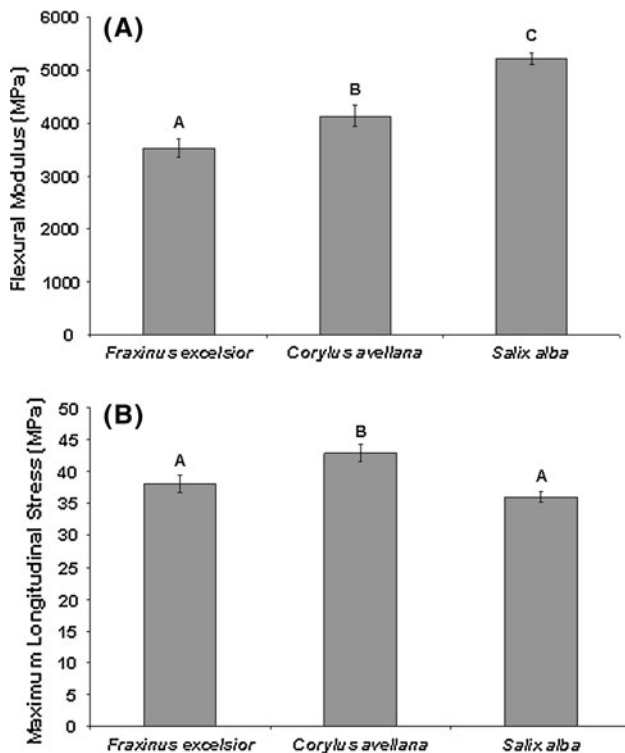 (A)
Flexural Modulus (MPa)
6000
5000
4000
3000
2000
1000
0
A
B
C
Fraxinus excelsior
Corylus avellana
Salix alba
(B)
Maximum Longitudinal Stress (MPa)
50
45
40
35
30
25
20
15
10
5
0
A
B
A
Fraxinus excelsior
Corylus avellana
Salix alba